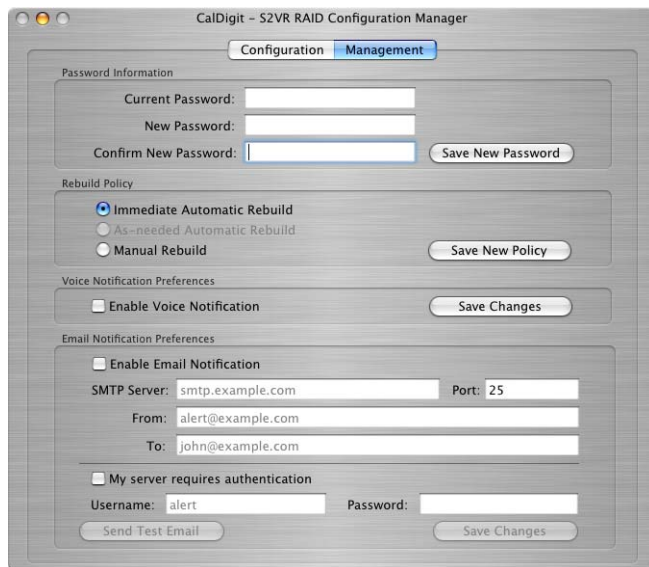 CalDigit - S2VR RAID Configuration Manager
Configuration Management
Password Information
Current Password:
New Password:
Confirm New Password: Save New Password
Rebuild Policy
Immediate Automatic Rebuild
As-needed Automatic Rebuild
Manual Rebuild Save New Policy
Voice Notification Preferences
Enable Voice Notification Save Changes
Email Notification Preferences
Enable Email Notification
SMTP Server: smtp.example.com Port: 25
From: alert@example.com
To: john@example.com
My server requires authentication
Username: alert Password:
Send Test Email Save Changes